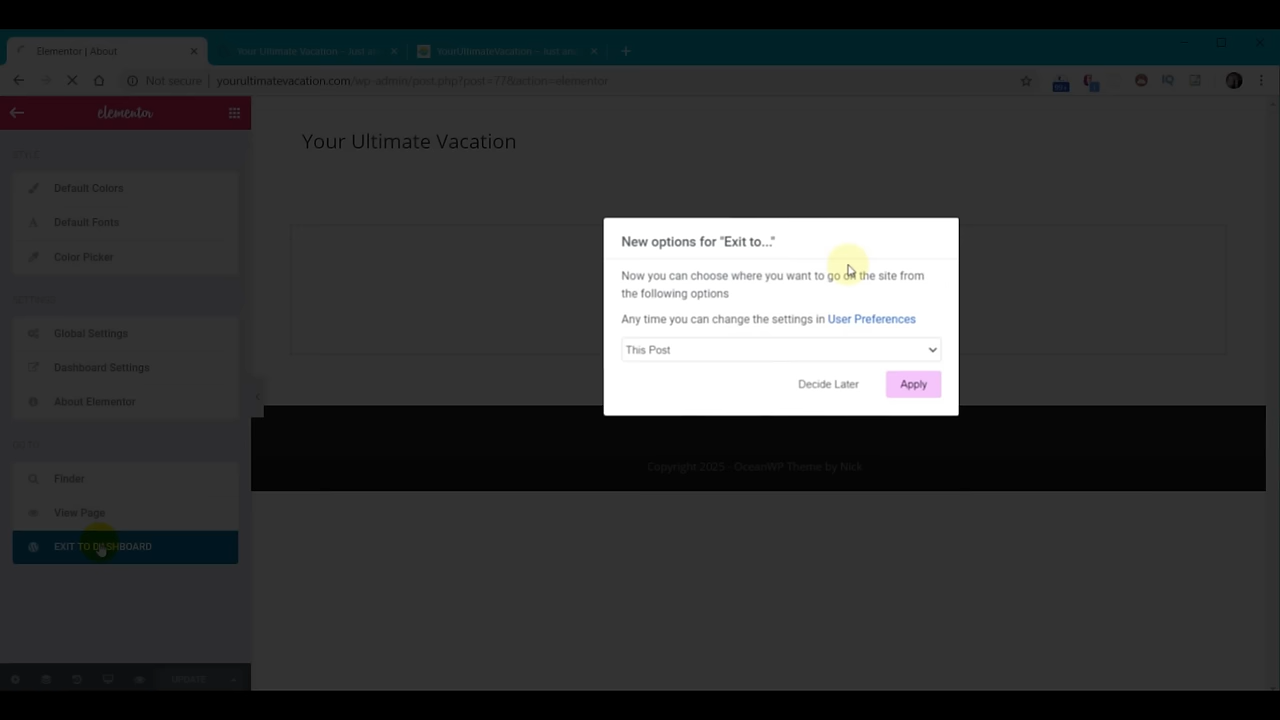 Elementor | About
Your Ultimate Vacation – Just an
YourUltimateVacation – Just an
Not secure
yourultimatevacation.com/wp-admin/post.php?post=77&action=elementor
elementor
STYLE
Default Colors
Default Fonts
Color Picker
SETTINGS
Global Settings
Dashboard Settings
About Elementor
GO TO
Finder
View Page
EXIT TO DASHBOARD
UPDATE
Your Ultimate Vacation
New options for "Exit to..."
Now you can choose where you want to go on the site from
the following options
Any time you can change the settings in User Preferences
This Post
Decide Later
Apply
Copyright 2025 - OceanWP Theme by Nick